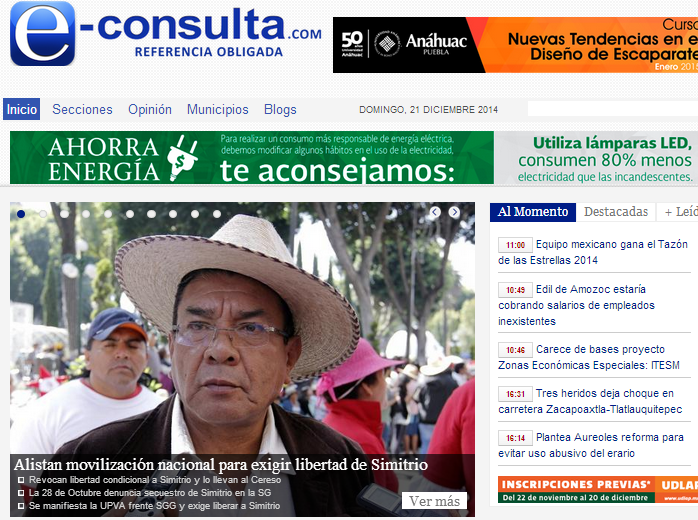 e-consulta.com
REFERENCIA OBLIGADA
50
Anáhuac
PUEBLA
Curso
Nuevas Tendencias en e
Diseño de Escaparate
Enero 2015
Inicio Secciones Opinión Municipios Blogs DOMINGO, 21 DICIEMBRE 2014
AHORRA
ENERGÍA
$
Para realizar un consumo más responsable de energía eléctrica,
debemos modificar algunos hábitos en el uso de la electricidad,
te aconsejamos:
Utiliza lámparas LED,
consumen 80% menos
electricidad que las incandescentes.
Alistan movilización nacional para exigir libertad de Simitrio
Revocan libertad condicional a Simitrio y lo llevan al Cereso
La 28 de Octubre denuncia secuestro de Simitrio en la SG
Se manifiesta la UPVA frente SGG y exige liberar a Simitrio
Ver más
Al Momento Destacadas + Leíd
11:00 Equipo mexicano gana el Tazón
de las Estrellas 2014
10:49 Edil de Amozoc estaría
cobrando salarios de empleados
inexistentes
10:46 Carece de bases proyecto
Zonas Económicas Especiales: ITESM
16:31 Tres heridos deja choque en
carretera Zacapoaxtla-Tlatlauquitepec
16:14 Plantea Aureoles reforma para
evitar uso abusivo del erario
INSCRIPCIONES PREVIAS*
Del 22 de noviembre al 20 de diciembre
UDLAP
www.udlap.m